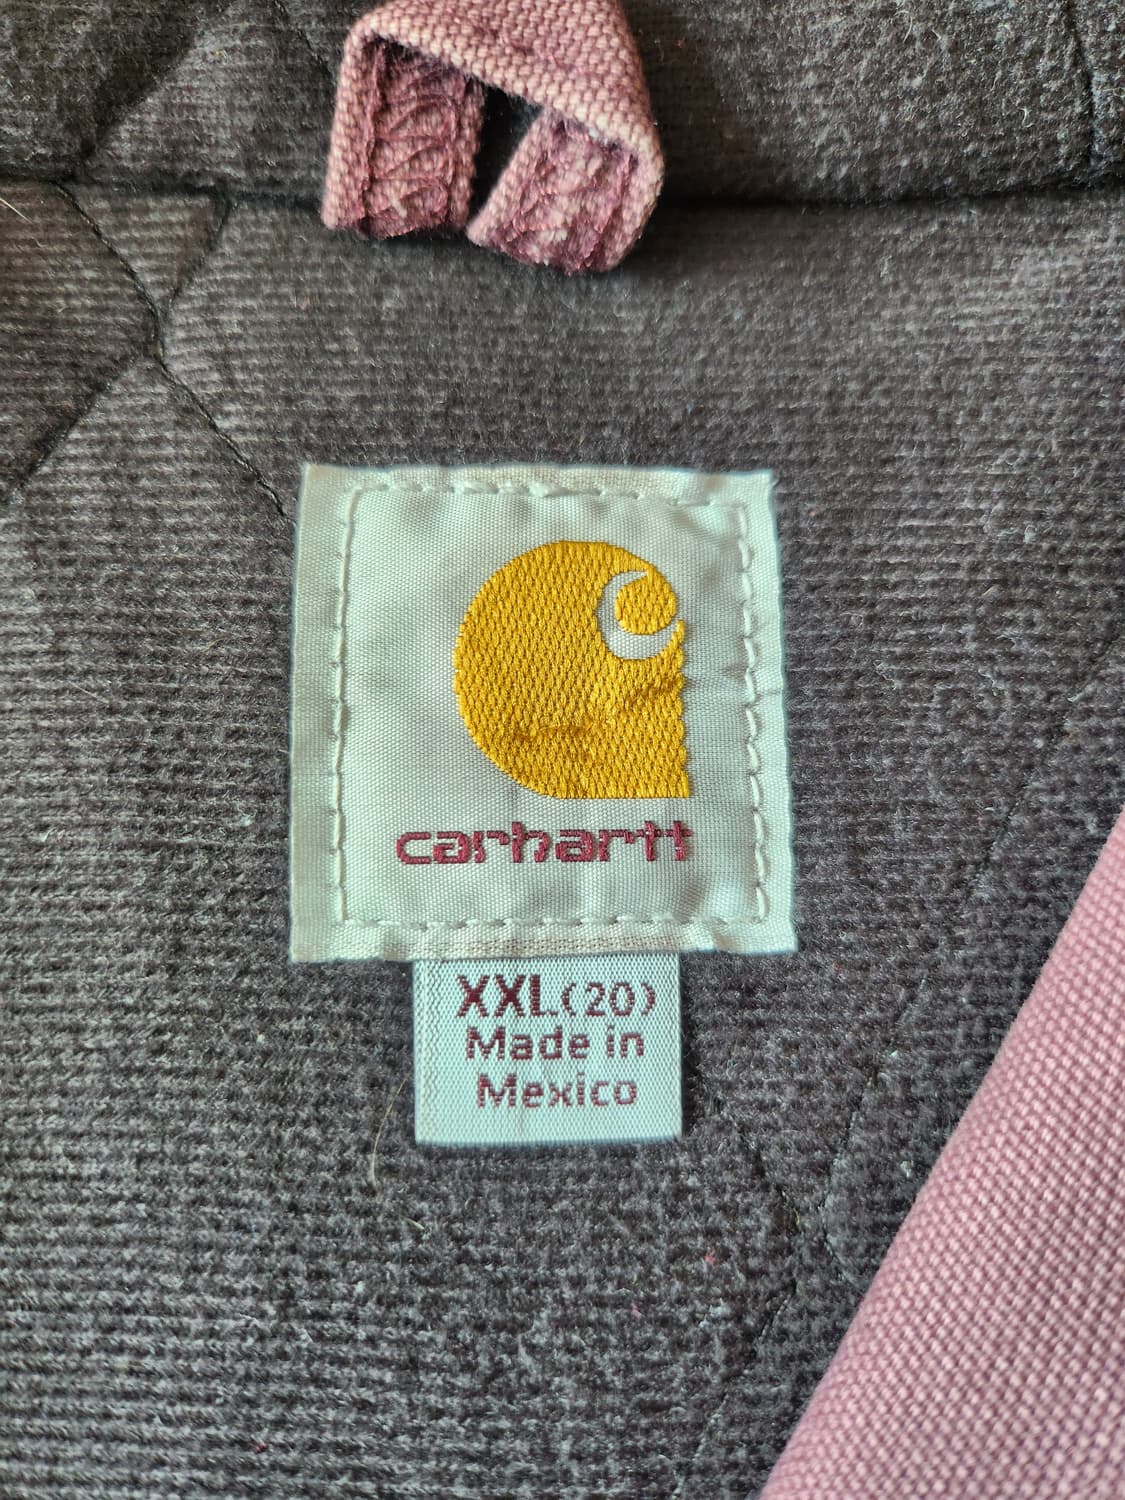 carhartt
XXL(20)
Made in
Mexico